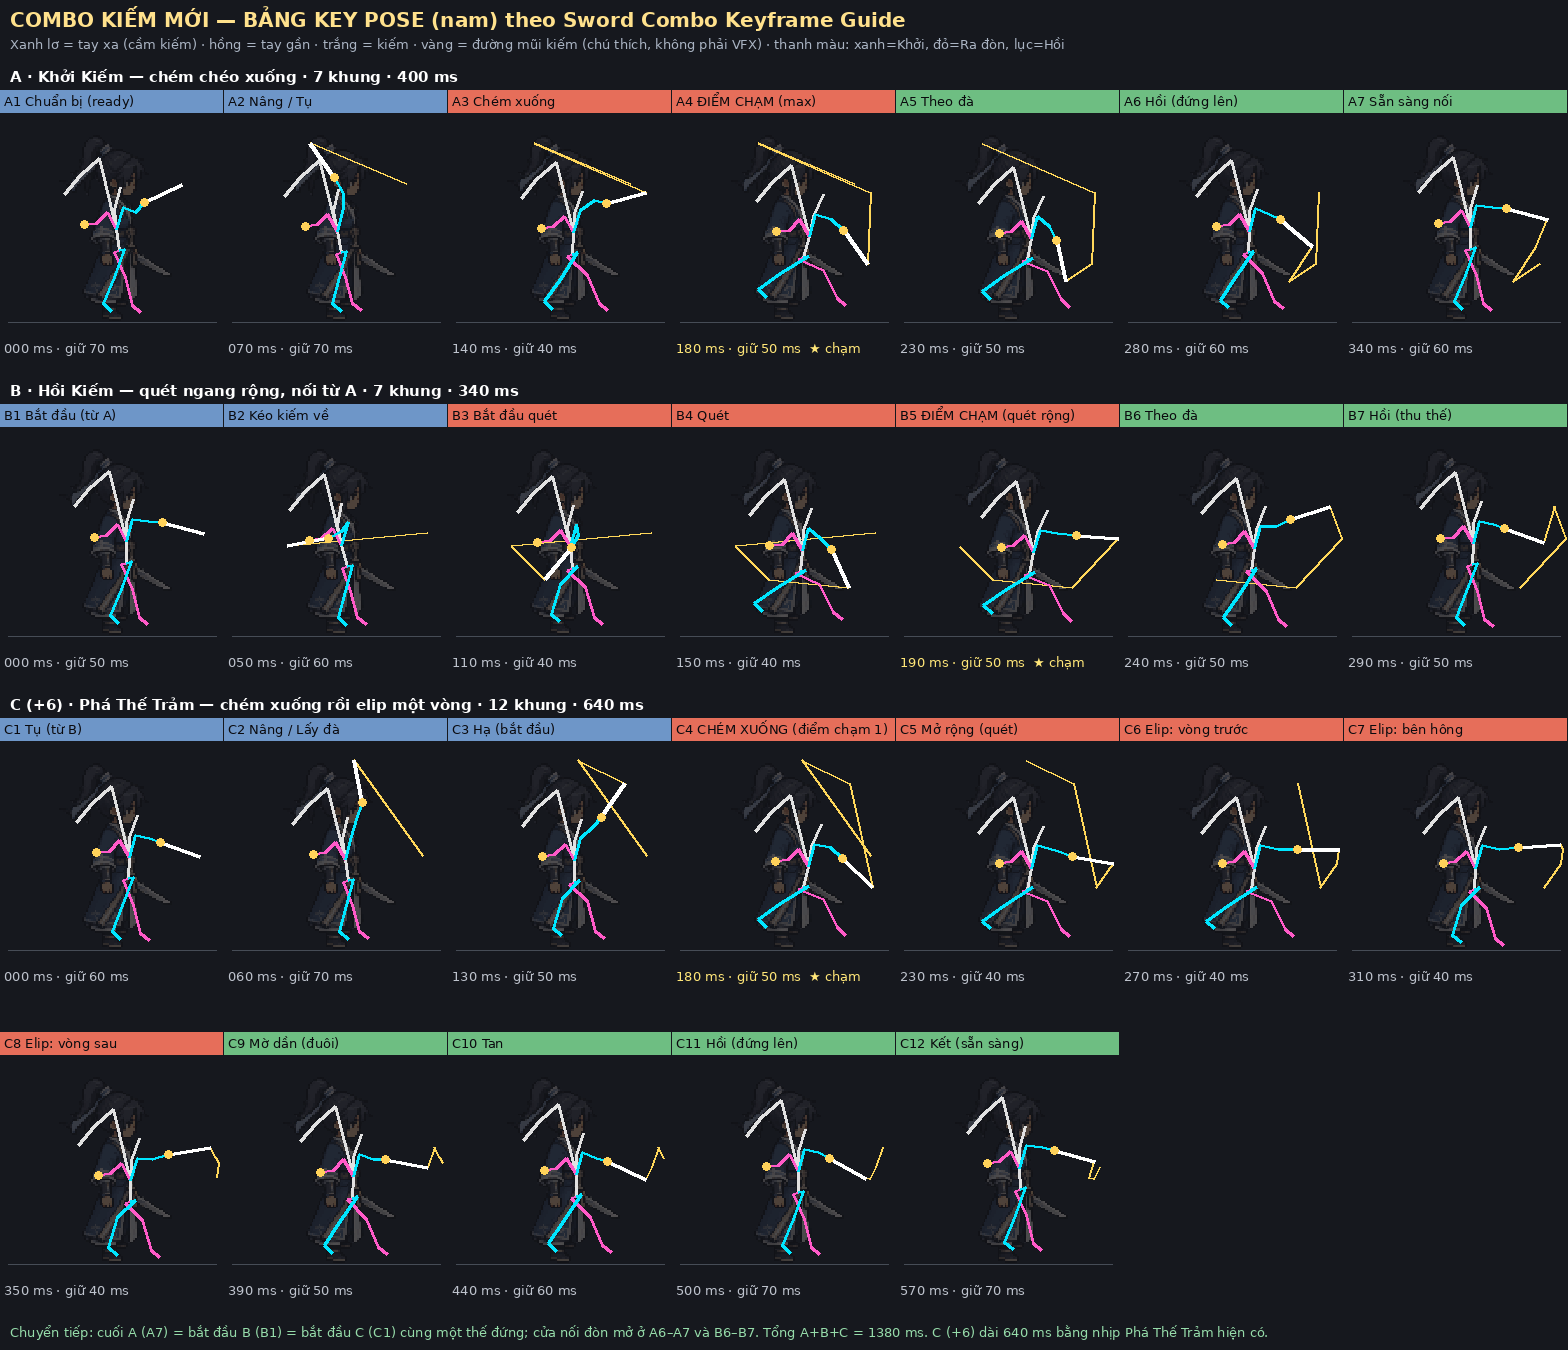 COMBO KIẾM MỚI — BẢNG KEY POSE (nam) theo Sword Combo Keyframe Guide
Xanh lơ = tay xa (cầm kiếm) · hồng = tay gần · trắng = kiếm · vàng = đường mũi kiếm (chú thích, không phải VFX) · thanh màu: xanh=Khởi, đỏ=Ra đòn, lục=Hồi
A · Khởi Kiếm — chém chéo xuống · 7 khung · 400 ms
A1 Chuẩn bị (ready)
A2 Nâng / Tụ
A3 Chém xuống
A4 ĐIỂM CHẠM (max)
A5 Theo đà
A6 Hồi (đứng lên)
A7 Sẵn sàng nối
000 ms · giữ 70 ms
070 ms · giữ 70 ms
140 ms · giữ 40 ms
180 ms · giữ 50 ms ★ chạm
230 ms · giữ 50 ms
280 ms · giữ 60 ms
340 ms · giữ 60 ms
B · Hồi Kiếm — quét ngang rộng, nối từ A · 7 khung · 340 ms
B1 Bắt đầu (từ A)
B2 Kéo kiếm về
B3 Bắt đầu quét
B4 Quét
B5 ĐIỂM CHẠM (quét rộng)
B6 Theo đà
B7 Hồi (thu thế)
000 ms · giữ 50 ms
050 ms · giữ 60 ms
110 ms · giữ 40 ms
150 ms · giữ 40 ms
190 ms · giữ 50 ms ★ chạm
240 ms · giữ 50 ms
290 ms · giữ 50 ms
C (+6) · Phá Thế Trảm — chém xuống rồi elip một vòng · 12 khung · 640 ms
C1 Tụ (từ B)
C2 Nâng / Lấy đà
C3 Hạ (bắt đầu)
C4 CHÉM XUỐNG (điểm chạm 1)
C5 Mở rộng (quét)
C6 Elip: vòng trước
C7 Elip: bên hông
000 ms · giữ 60 ms
060 ms · giữ 70 ms
130 ms · giữ 50 ms
180 ms · giữ 50 ms ★ chạm
230 ms · giữ 40 ms
270 ms · giữ 40 ms
310 ms · giữ 40 ms
C8 Elip: vòng sau
C9 Mờ dần (đuôi)
C10 Tan
C11 Hồi (đứng lên)
C12 Kết (sẵn sàng)
350 ms · giữ 40 ms
390 ms · giữ 50 ms
440 ms · giữ 60 ms
500 ms · giữ 70 ms
570 ms · giữ 70 ms
Chuyển tiếp: cuối A (A7) = bắt đầu B (B1) = bắt đầu C (C1) cùng một thế đứng; cửa nối đòn mở ở A6–A7 và B6–B7. Tổng A+B+C = 1380 ms. C (+6) dài 640 ms bằng nhịp Phá Thế Trảm hiện có.